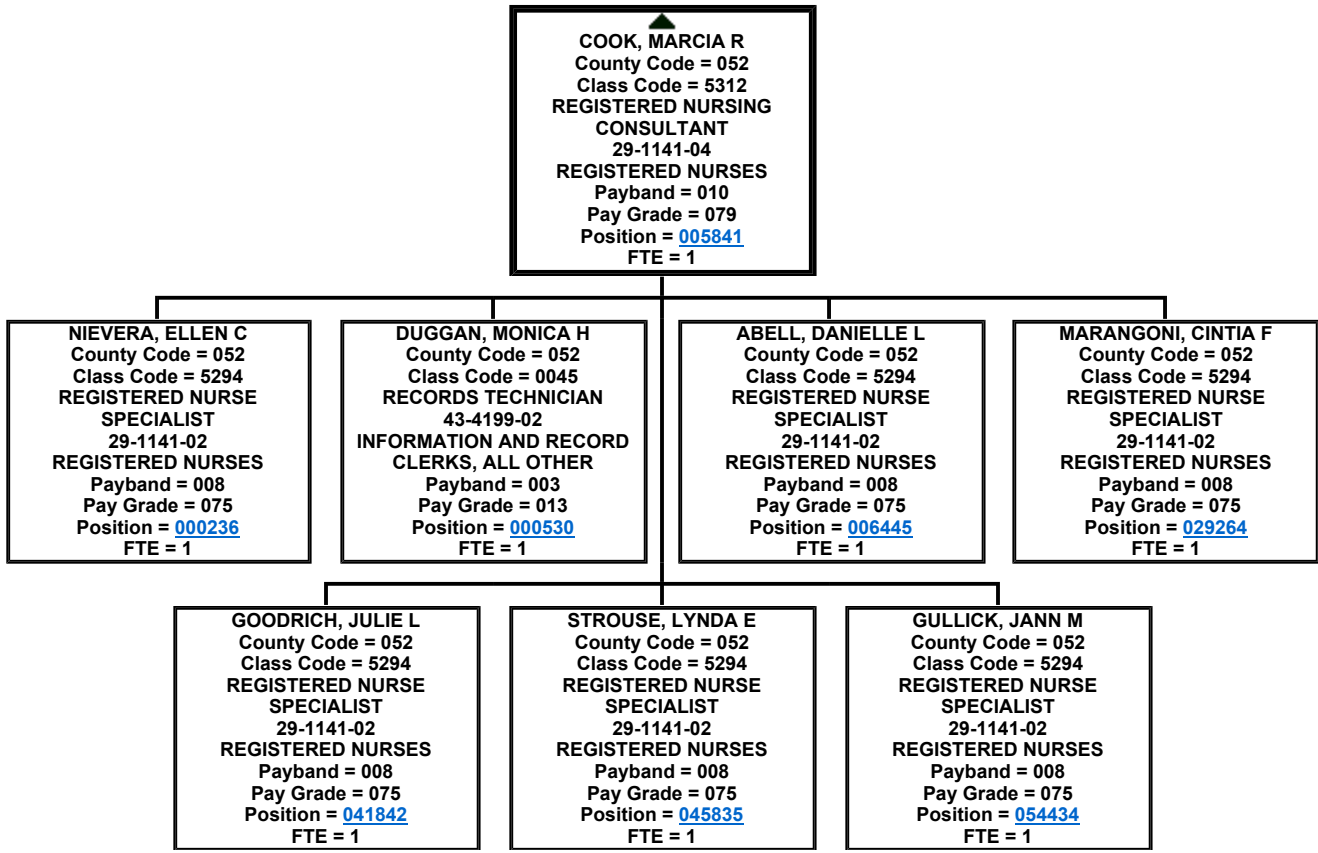 COOK, MARCIA R
County Code = 052
Class Code = 5312
REGISTERED NURSING
CONSULTANT
29-1141-04
REGISTERED NURSES
Payband = 010
Pay Grade = 079
Position = 005841
FTE = 1
NIEVERA, ELLEN C
County Code = 052
Class Code = 5294
REGISTERED NURSE
SPECIALIST
29-1141-02
REGISTERED NURSES
Payband = 008
Pay Grade = 075
Position = 000236
FTE = 1
DUGGAN, MONICA H
County Code = 052
Class Code = 0045
RECORDS TECHNICIAN
43-4199-02
INFORMATION AND RECORD
CLERKS, ALL OTHER
Payband = 003
Pay Grade = 013
Position = 000530
FTE = 1
ABELL, DANIELLE L
County Code = 052
Class Code = 5294
REGISTERED NURSE
SPECIALIST
29-1141-02
REGISTERED NURSES
Payband = 008
Pay Grade = 075
Position = 006445
FTE = 1
MARANGONI, CINTIA F
County Code = 052
Class Code = 5294
REGISTERED NURSE
SPECIALIST
29-1141-02
REGISTERED NURSES
Payband = 008
Pay Grade = 075
Position = 029264
FTE = 1
GOODRICH, JULIE L
County Code = 052
Class Code = 5294
REGISTERED NURSE
SPECIALIST
29-1141-02
REGISTERED NURSES
Payband = 008
Pay Grade = 075
Position = 041842
FTE = 1
STROUSE, LYNDA E
County Code = 052
Class Code = 5294
REGISTERED NURSE
SPECIALIST
29-1141-02
REGISTERED NURSES
Payband = 008
Pay Grade = 075
Position = 045835
FTE = 1
GULLICK, JANN M
County Code = 052
Class Code = 5294
REGISTERED NURSE
SPECIALIST
29-1141-02
REGISTERED NURSES
Payband = 008
Pay Grade = 075
Position = 054434
FTE = 1